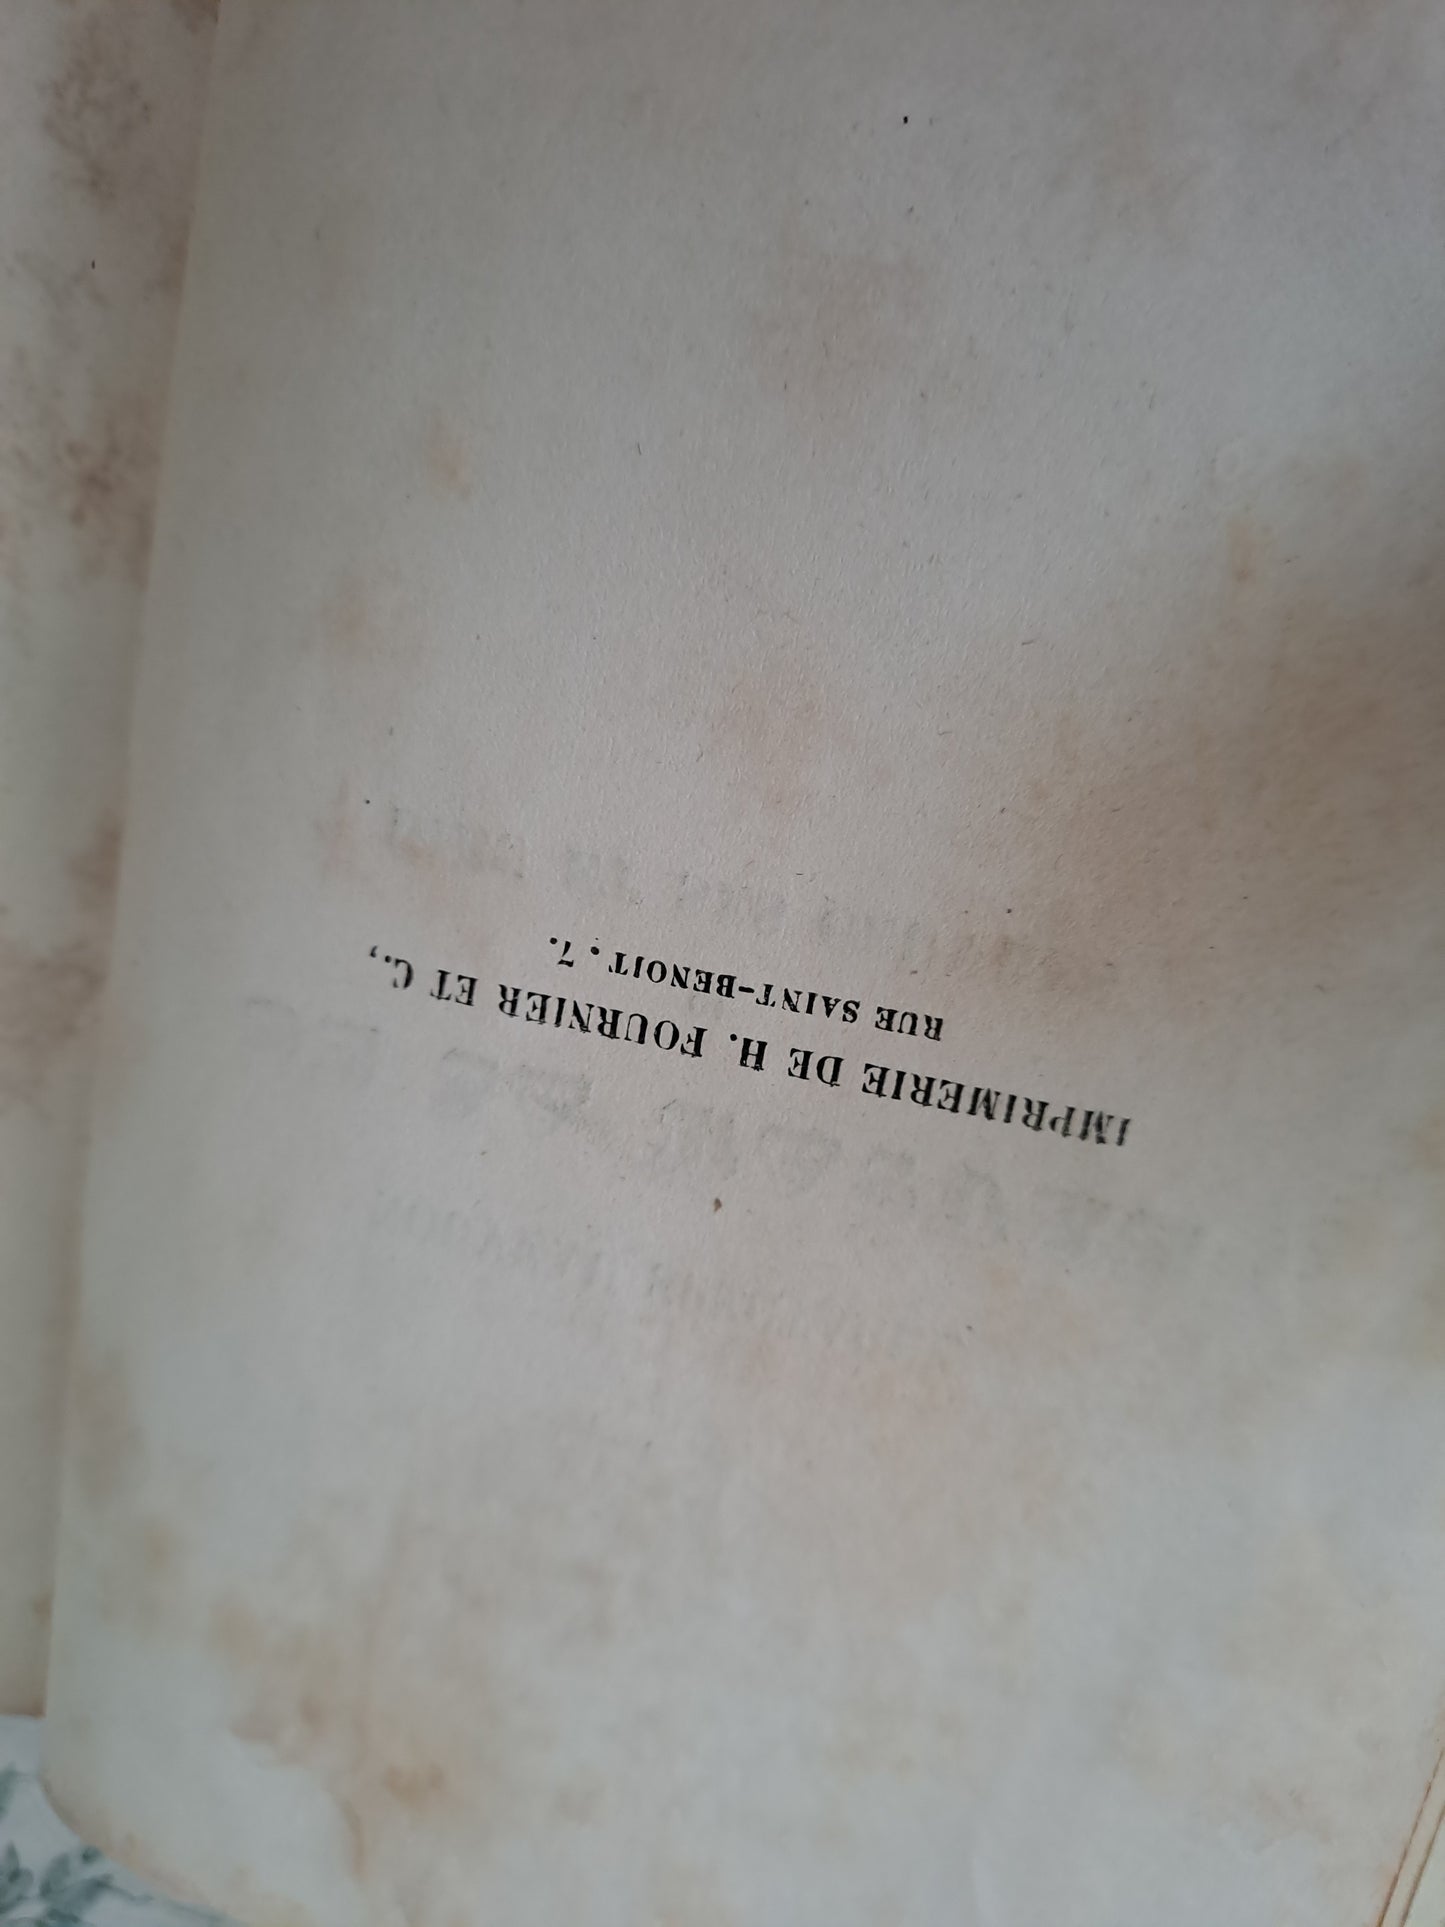 IMPRIMERIE DE H. FOURNIER ET C.,
RUE SAINT-BENOIT, 7.